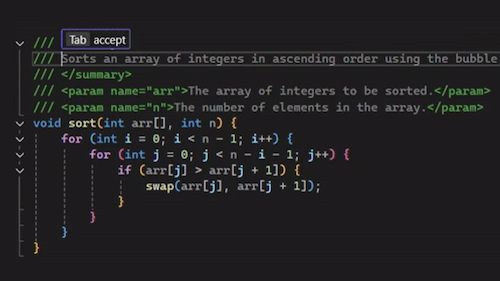 /// Tab accept
/// Sorts an array of integers in ascending order using the bubble
/// </summary>
/// <param name="arr">The array of integers to be sorted.</param>
/// <param name="n">The number of elements in the array.</param>
void sort(int arr[], int n) {
for (int i = 0; i < n - 1; i++) {
for (int j = 0; j < n - i - 1; j++) {
if (arr[j] > arr[j + 1]) {
swap(arr[j], arr[j + 1]);
}
}
}
}